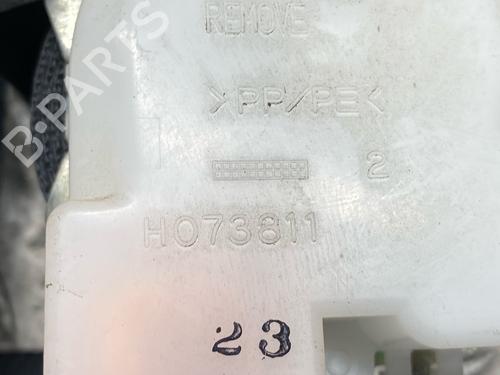 REMOVE
>PP/PE<
2
H073811
23
B-PARTS